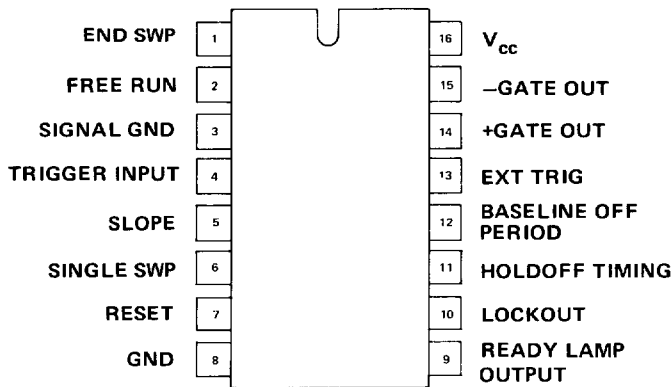 END SWP 1
FREE RUN 2
SIGNAL GND 3
TRIGGER INPUT 4
SLOPE 5
SINGLE SWP 6
RESET 7
GND 8
16 Vcc
15 –GATE OUT
14 +GATE OUT
13 EXT TRIG
12 BASELINE OFF
PERIOD
11 HOLDOFF TIMING
10 LOCKOUT
9 READY LAMP
OUTPUT